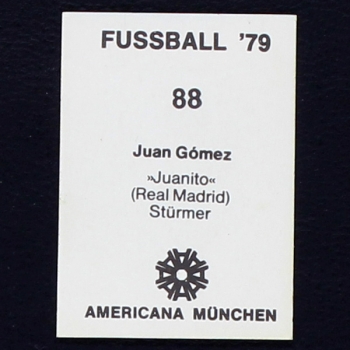 FUSSBALL '79
88
Juan Gómez
»Juanito«
(Real Madrid)
Stürmer
AMERICANA MÜNCHEN